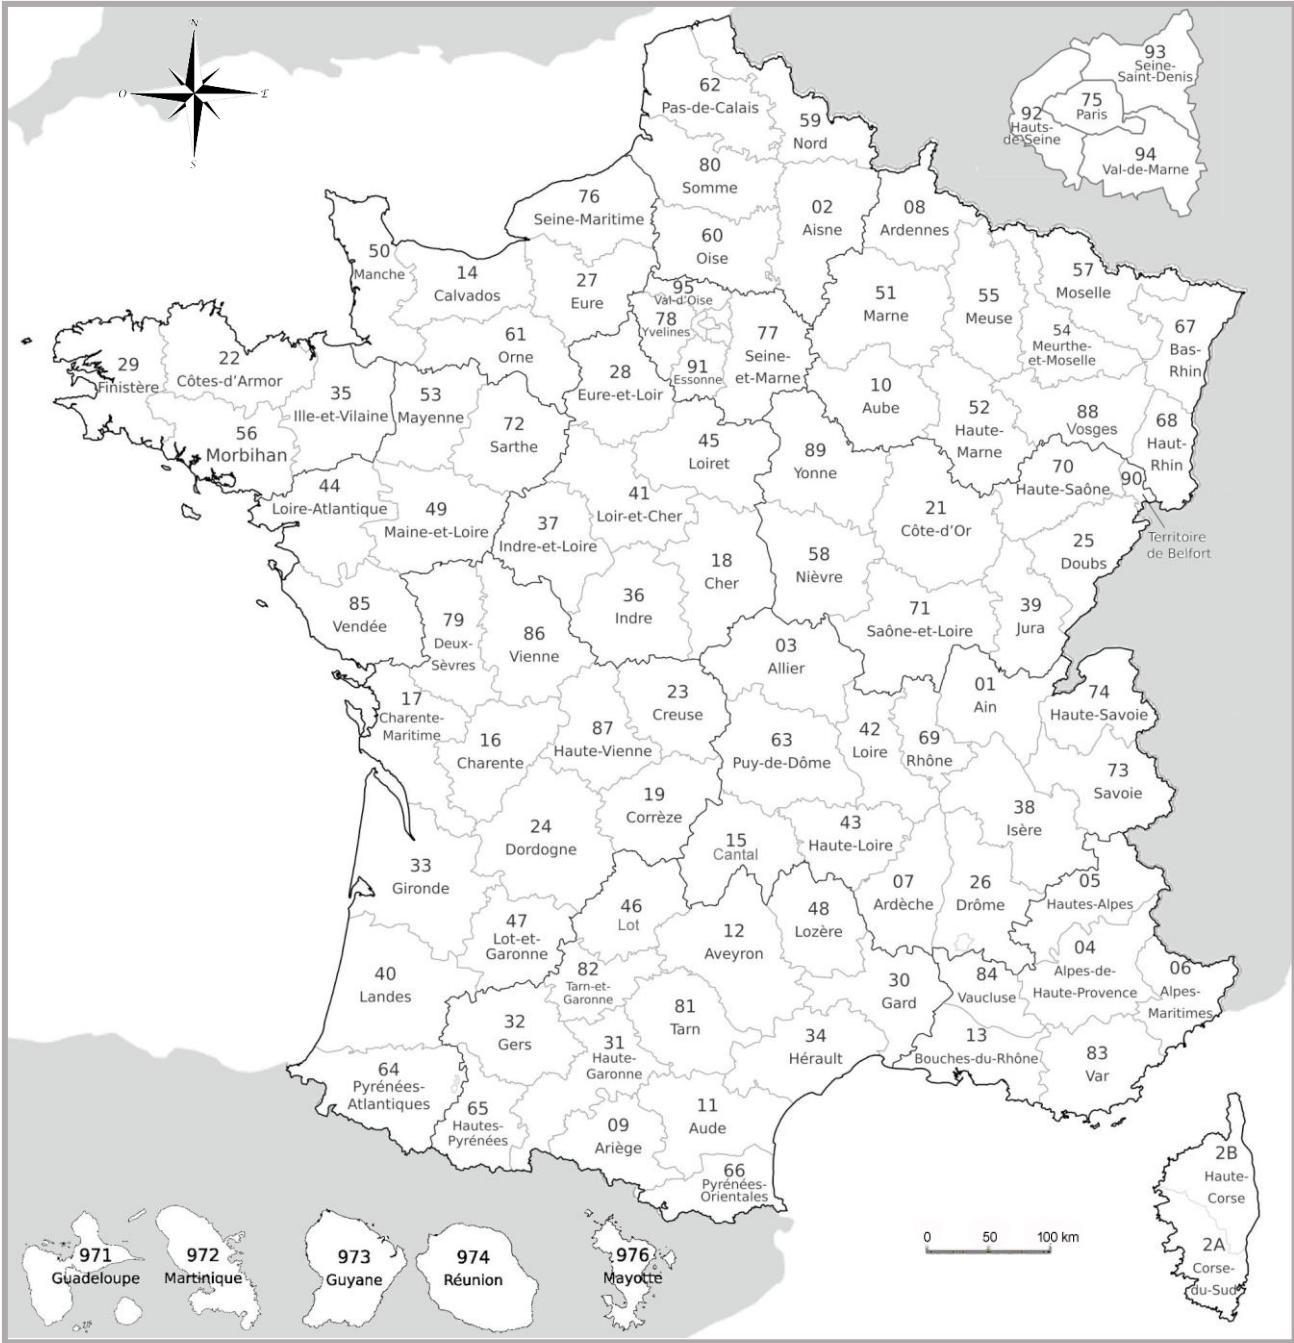 N
O
E
S
93
Seine-
Saint-Denis
75
Paris
92
Hauts-
de-Seine
94
Val-de-Marne
62
Pas-de-Calais
59
Nord
80
Somme
76
Seine-Maritime
02
Aisne
08
Ardennes
60
Oise
50
Manche
14
Calvados
27
Eure
95
Val-d'Oise
78
Yvelines
77
Seine-
et-Marne
91
Essonne
51
Marne
55
Meuse
57
Moselle
54
Meurthe-
et-Moselle
67
Bas-
Rhin
61
Orne
28
Eure-et-Loir
29
Finistère
22
Côtes-d'Armor
35
Ille-et-Vilaine
53
Mayenne
72
Sarthe
56
Morbihan
10
Aube
52
Haute-
Marne
88
Vosges
68
Haut-
Rhin
45
Loiret
89
Yonne
70
Haute-Saône
90
Territoire
de Belfort
44
Loire-Atlantique
49
Maine-et-Loire
37
Indre-et-Loire
41
Loir-et-Cher
21
Côte-d'Or
25
Doubs
18
Cher
58
Nièvre
36
Indre
85
Vendée
79
Deux-
Sèvres
86
Vienne
71
Saône-et-Loire
39
Jura
03
Allier
17
Charente-
Maritime
16
Charente
87
Haute-Vienne
23
Creuse
63
Puy-de-Dôme
42
Loire
69
Rhône
01
Ain
74
Haute-Savoie
73
Savoie
38
Isère
19
Corrèze
24
Dordogne
15
Cantal
43
Haute-Loire
33
Gironde
07
Ardèche
26
Drôme
05
Hautes-Alpes
46
Lot
47
Lot-et-
Garonne
12
Aveyron
48
Lozère
04
Alpes-de-
Haute-Provence
06
Alpes-
Maritimes
40
Landes
82
Tarn-et-
Garonne
30
Gard
84
Vaucluse
32
Gers
31
Haute-
Garonne
81
Tarn
34
Hérault
13
Bouches-du-Rhône
83
Var
64
Pyrénées-
Atlantiques
65
Hautes-
Pyrénées
09
Ariège
11
Aude
66
Pyrénées-
Orientales
2B
Haute-
Corse
2A
Corse-
du-Sud
971
Guadeloupe
972
Martinique
973
Guyane
974
Réunion
976
Mayotte
0 50 100 km